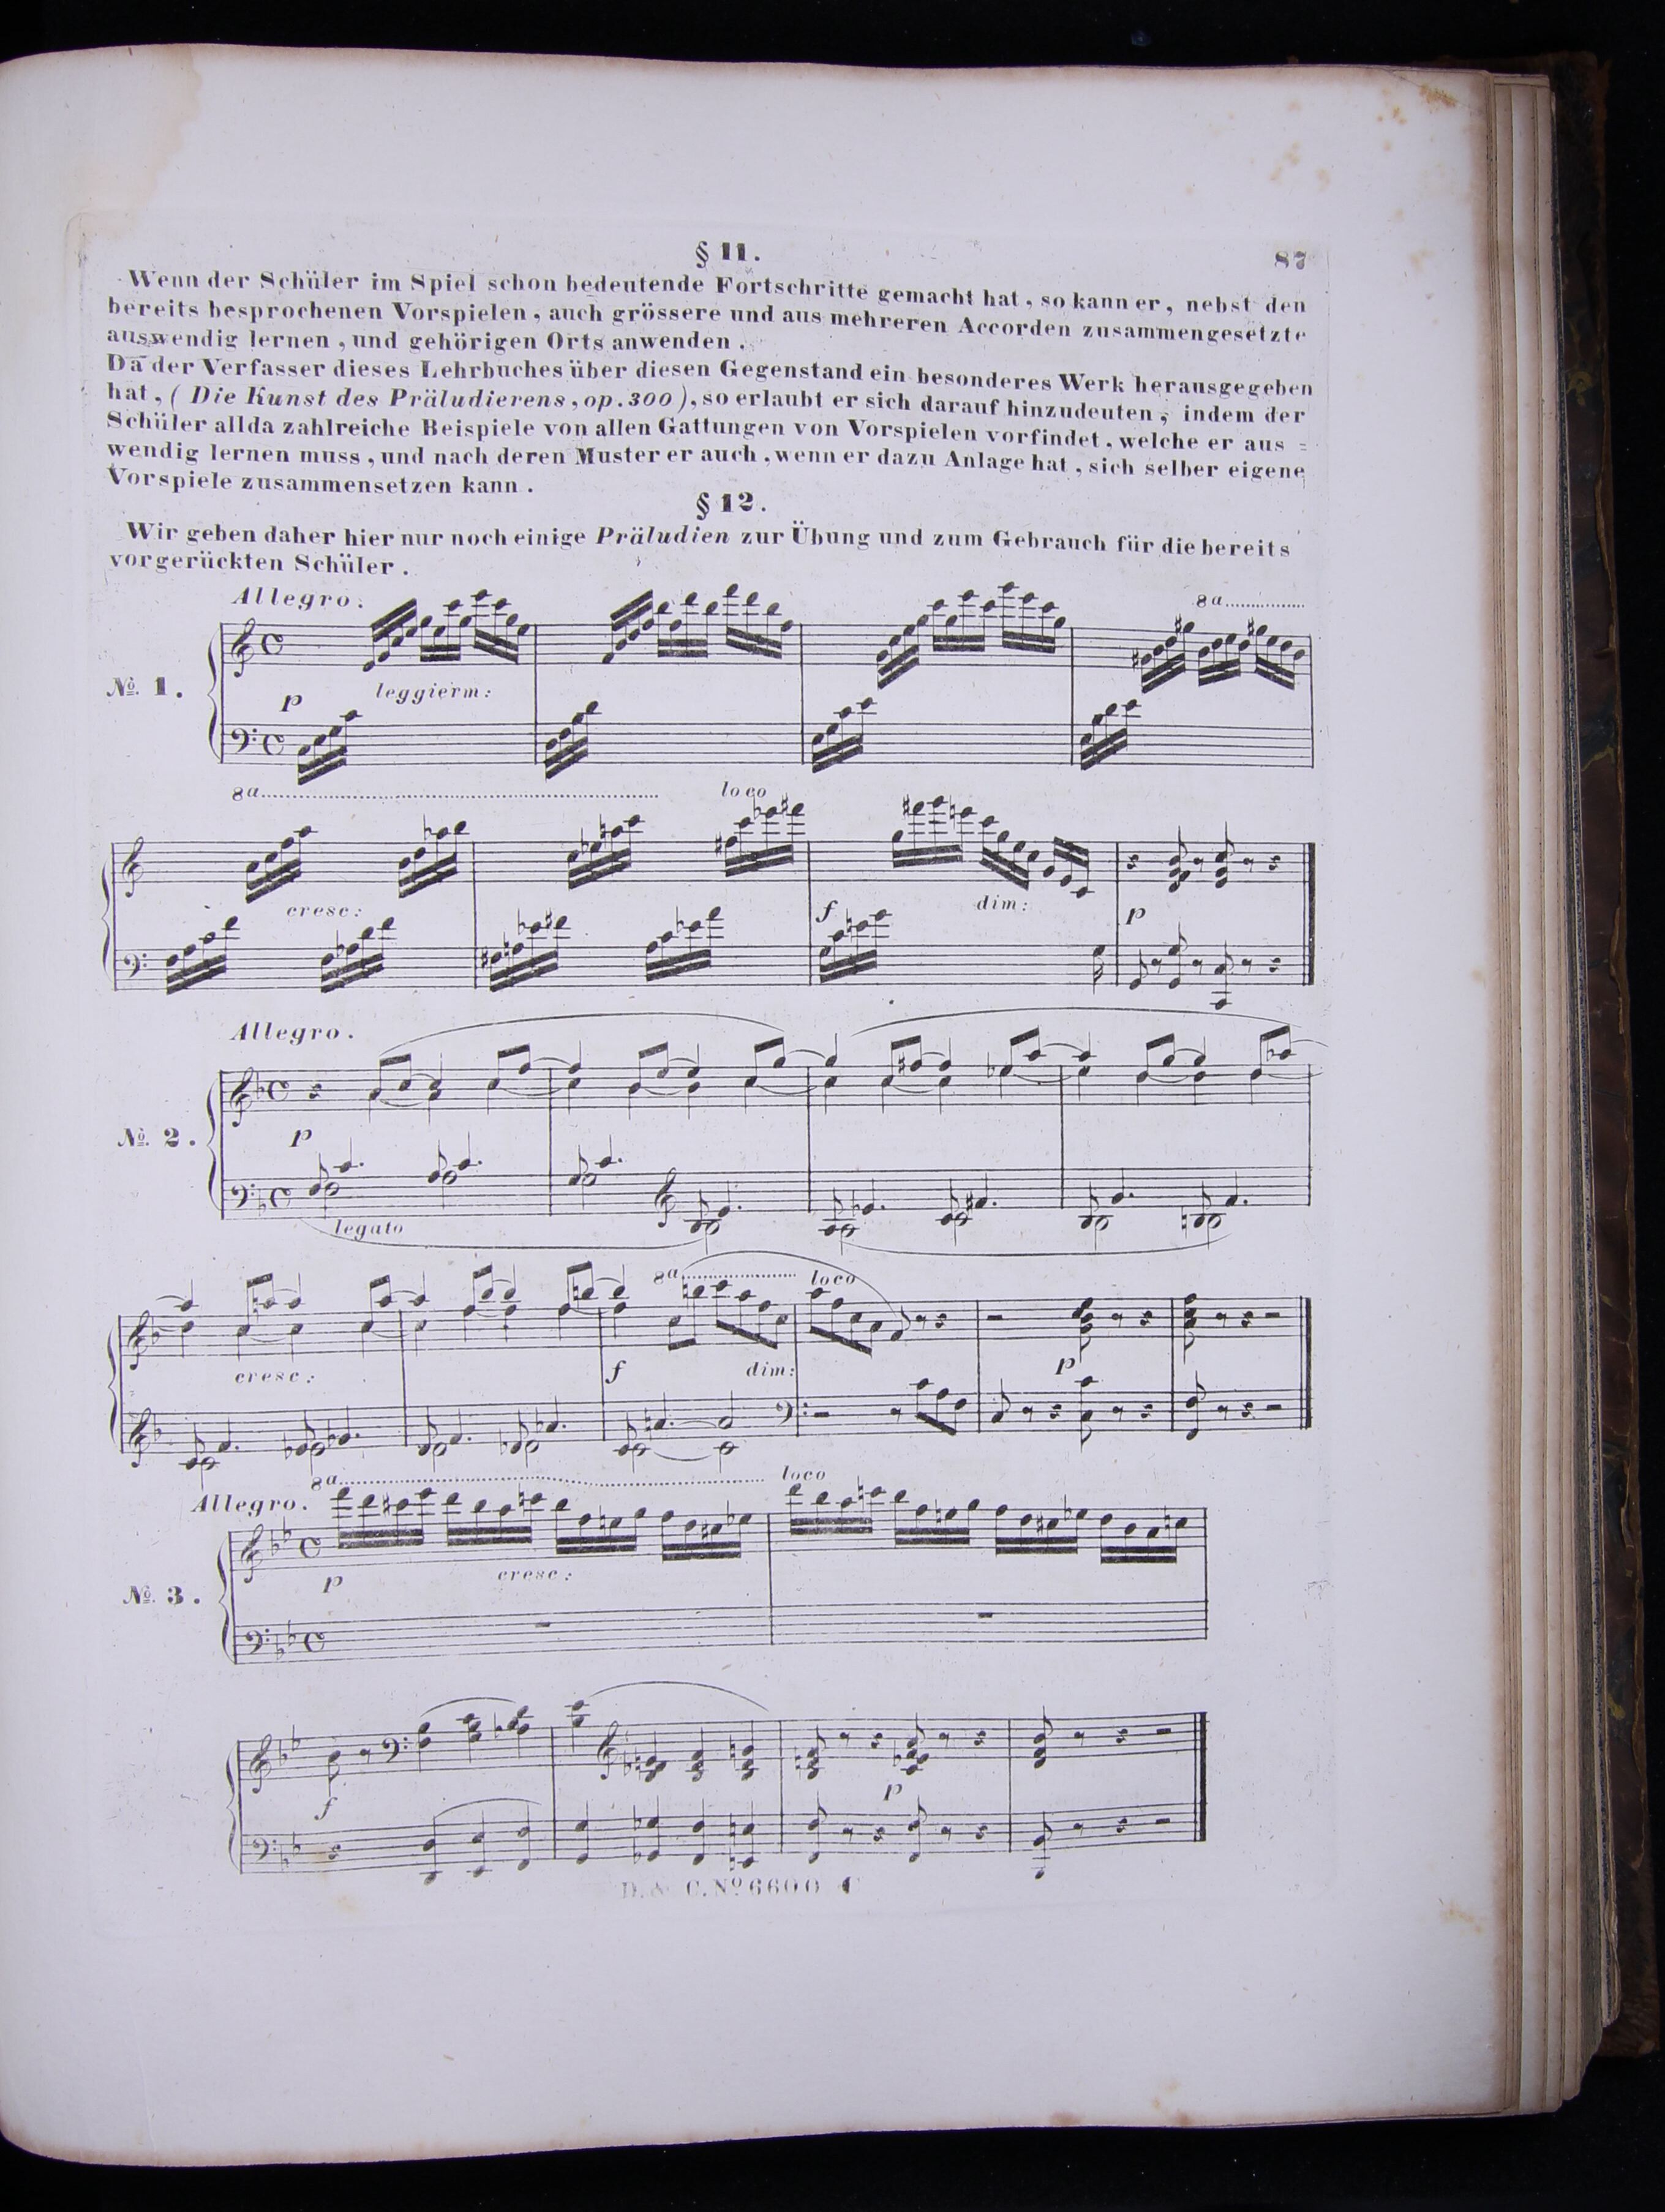 § 11.
87
Wenn der Schüler im Spiel schon bedeutende Fortschritte gemacht hat, so kann er, nebst den
bereits besprochenen Vorspielen, auch grössere und aus mehreren Accorden zusammengesetzte
auswendig lernen, und gehörigen Orts anwenden.
Da der Verfasser dieses Lehrbuches über diesen Gegenstand ein besonderes Werk herausgegeben
hat, (Die Kunst des Präludierens, op. 300), so erlaubt er sich darauf hinzudeuten, indem der
Schüler allda zahlreiche Beispiele von allen Gattungen von Vorspielen vorfindet, welche er aus=
wendig lernen muss, und nach deren Muster er auch, wenn er dazu Anlage hat, sich selber eigene
Vorspiele zusammensetzen kann.
§ 12.
Wir geben daher hier nur noch einige Präludien zur Übung und zum Gebrauch für die bereits
vorgerückten Schüler.
Allegro.
8a
No. 1.
p
leggierm:
8a
loco
cresc:
f
dim:
p
Allegro.
No. 2.
p
legato
8a
loco
cresc:
f
dim:
p
Allegro.
8a
loco
No. 3.
p
cresc:
f
p
D. & C. No. 6600 C